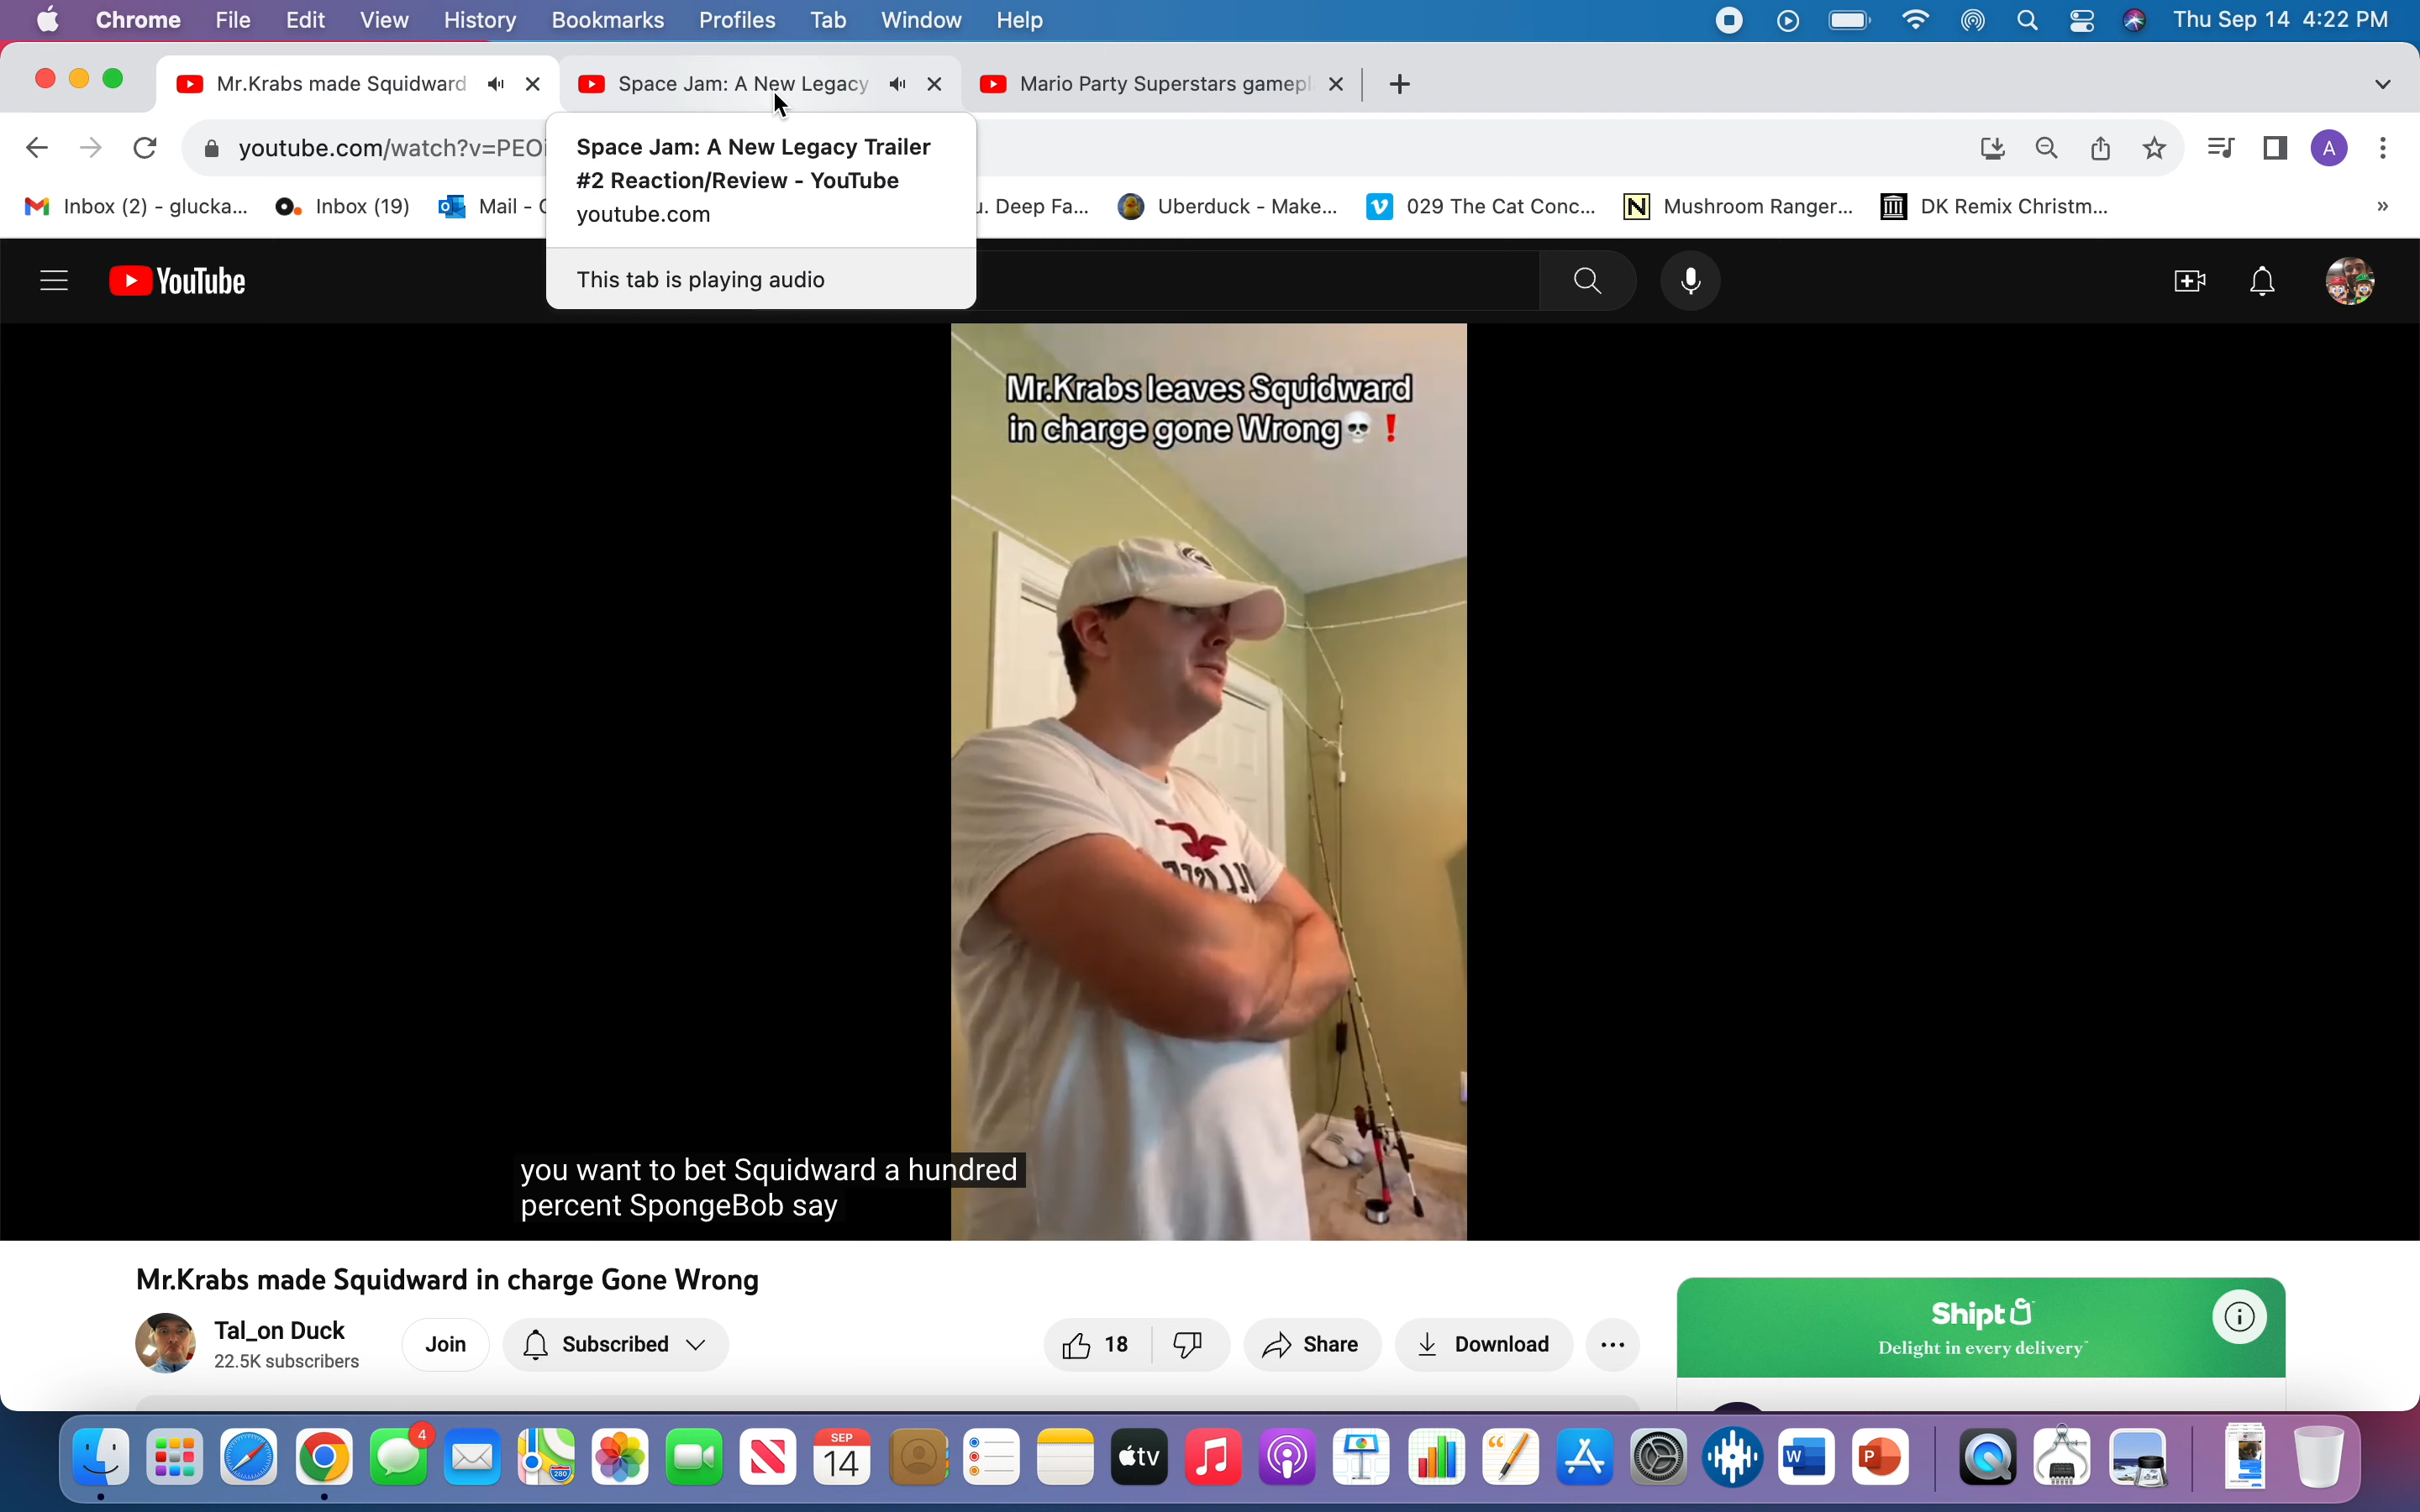 Chrome File Edit View History Bookmarks Profiles Tab Window Help Thu Sep 14 4:22 PM
Mr.Krabs made Squidward Space Jam: A New Legacy Mario Party Superstars gamepl
youtube.com/watch?v=PEO A
Space Jam: A New Legacy Trailer
#2 Reaction/Review - YouTube
youtube.com
This tab is playing audio
Inbox (2) - glucka... Inbox (19) Mail - u. Deep Fa... Uberduck - Make... 029 The Cat Conc... Mushroom Ranger... DK Remix Christm... »
YouTube
Mr.Krabs leaves Squidward
in charge gone Wrong💀❗
you want to bet Squidward a hundred
percent SpongeBob say
Mr.Krabs made Squidward in charge Gone Wrong
Tal_on Duck
22.5K subscribers
Join Subscribed 18 Share Download ...
Shipt
Delight in every delivery™
4
280
SEP
14
tv
W
P